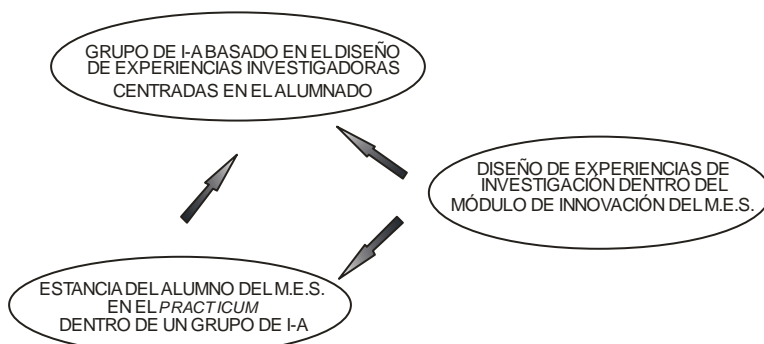 GRUPO DE I-A BASADO EN EL DISEÑO
DE EXPERIENCIAS INVESTIGADORAS
CENTRADAS EN EL ALUMNADO
DISEÑO DE EXPERIENCIAS DE
INVESTIGACIÓN DENTRO DEL
MÓDULO DE INNOVACIÓN DEL M.E.S.
ESTANCIA DEL ALUMNO DEL M.E.S.
EN EL PRACTICUM
DENTRO DE UN GRUPO DE I-A